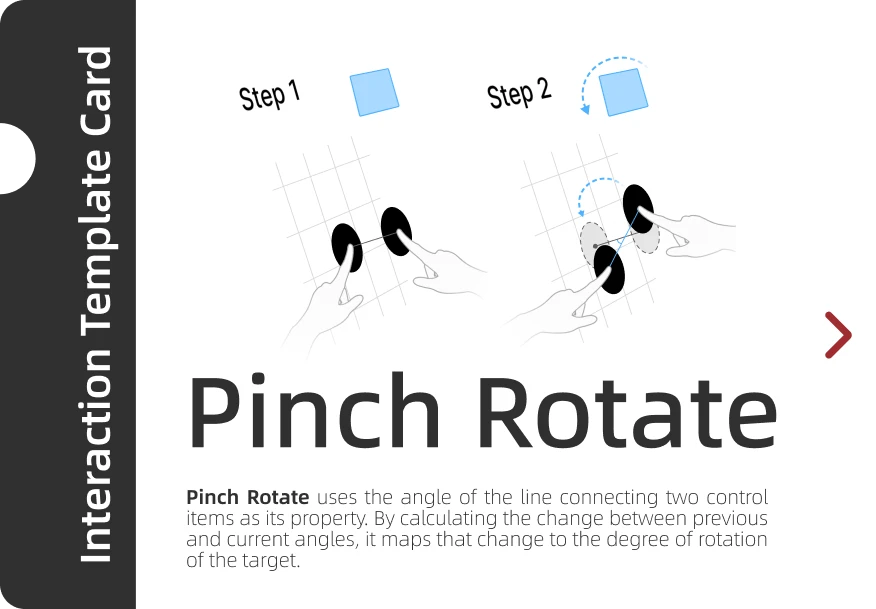 Interaction Template Card
Step 1
Step 2
Pinch Rotate
Pinch Rotate uses the angle of the line connecting two control
items as its property. By calculating the change between previous
and current angles, it maps that change to the degree of rotation
of the target.